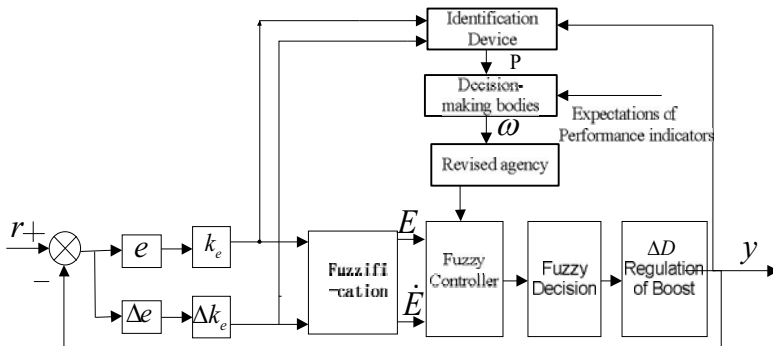 Identification
Device
P
Decision-
making bodies
Expectations of
Performance indicators
ω
Revised agency
r +
−
e
k_e
Δe
Δk_e
Fuzzifi
-cation
E
Ė
Fuzzy
Controller
Fuzzy
Decision
ΔD
Regulation
of Boost
y